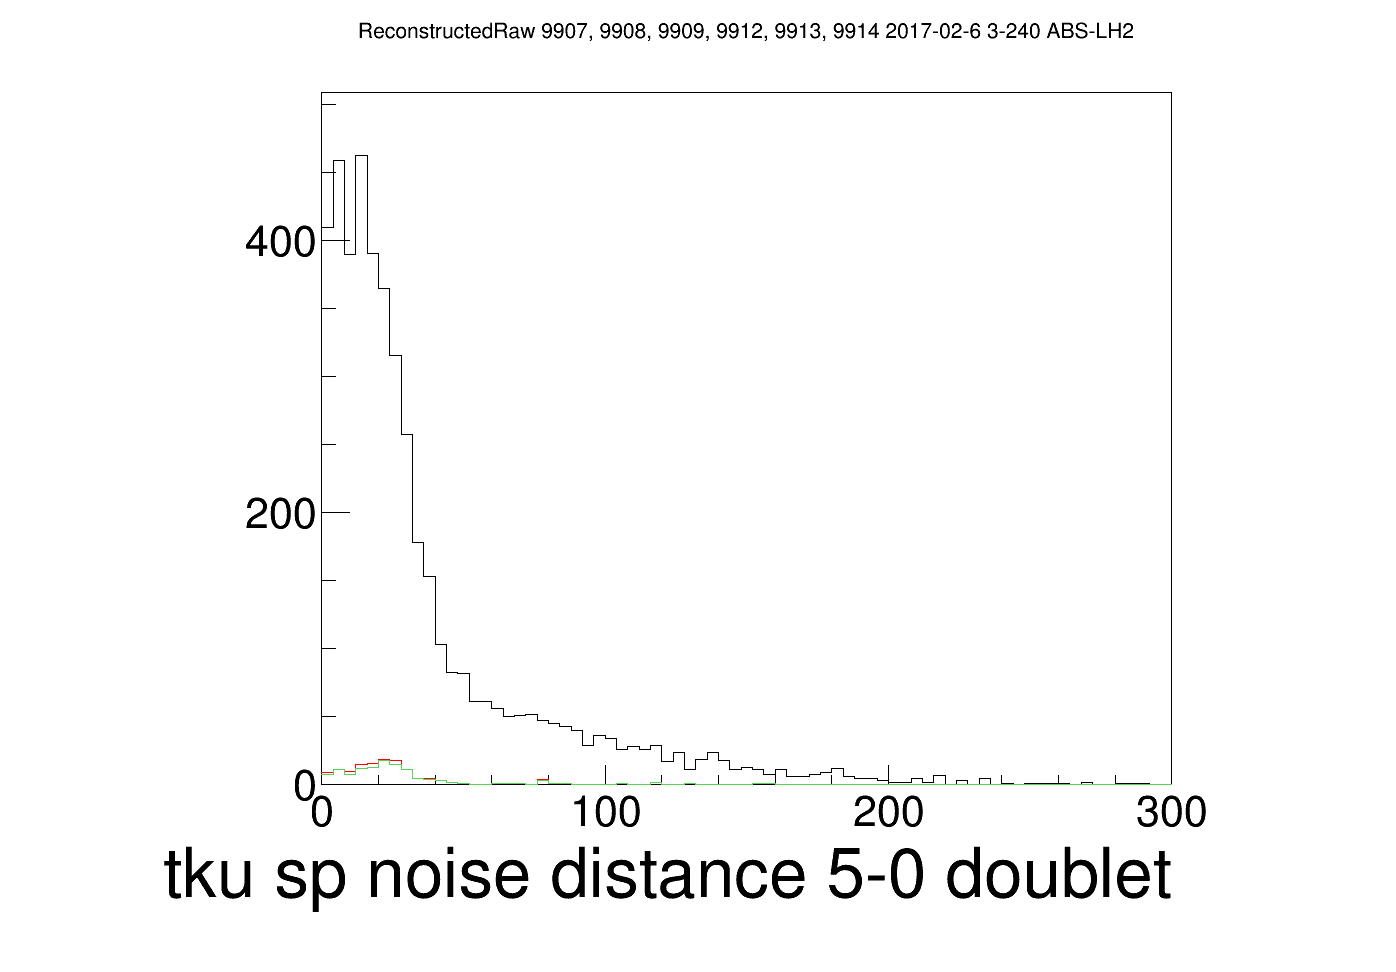 ReconstructedRaw 9907, 9908, 9909, 9912, 9913, 9914 2017-02-6 3-240 ABS-LH2
400
200
0
0 100 200 300
tku sp noise distance 5-0 doublet